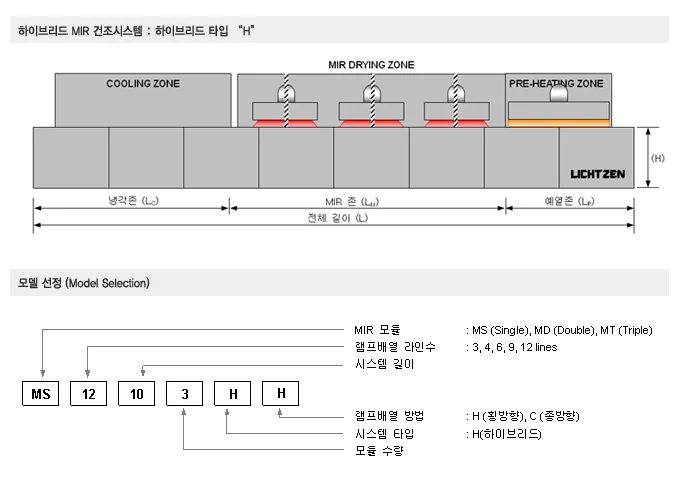 하이브리드 MIR 건조시스템 : 하이브리드 타입 “H”
MIR DRYING ZONE
COOLING ZONE
PRE-HEATING ZONE
LICHTZEN
(H)
냉각존 (LC)
MIR 존 (LH)
예열존 (LP)
전체 길이 (L)
모델 선정 (Model Selection)
MIR 모듈 : MS (Single), MD (Double), MT (Triple)
램프배열 라인수 : 3, 4, 6, 9, 12 lines
시스템 길이
MS 12 10 3 H H
램프배열 방법 : H (횡방향), C (종방향)
시스템 타입 : H(하이브리드)
모듈 수량